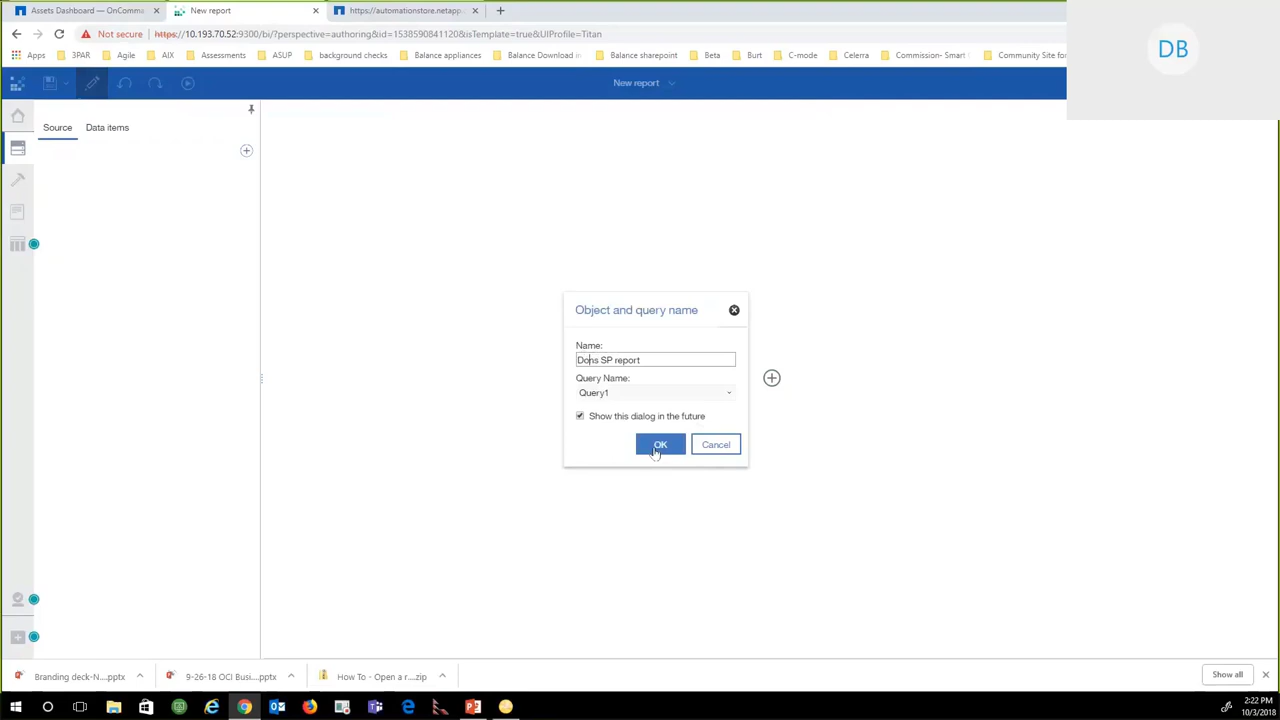 Assets Dashboard — OnComma
New report
https://automationstore.netapp.
Not secure
https://10.193.70.52:9300/bi/?perspective=authoring&id=1538590841120&isTemplate=true&UIProfile=Titan
Apps
3PAR
Agile
AIX
Assessments
ASUP
background checks
Balance appliances
Balance Download m
Balance sharepoint
Beta
Burt
C-mode
Celerra
Commission- Smart
Community Site for
DB
New report
Source
Data items
Object and query name
Name:
Dons SP report
Query Name:
Query1
Show this dialog in the future
OK
Cancel
Branding deck-N....pptx
9-26-18 OCI Busi....pptx
How To - Open a r....zip
Show all
2:22 PM
10/3/2018